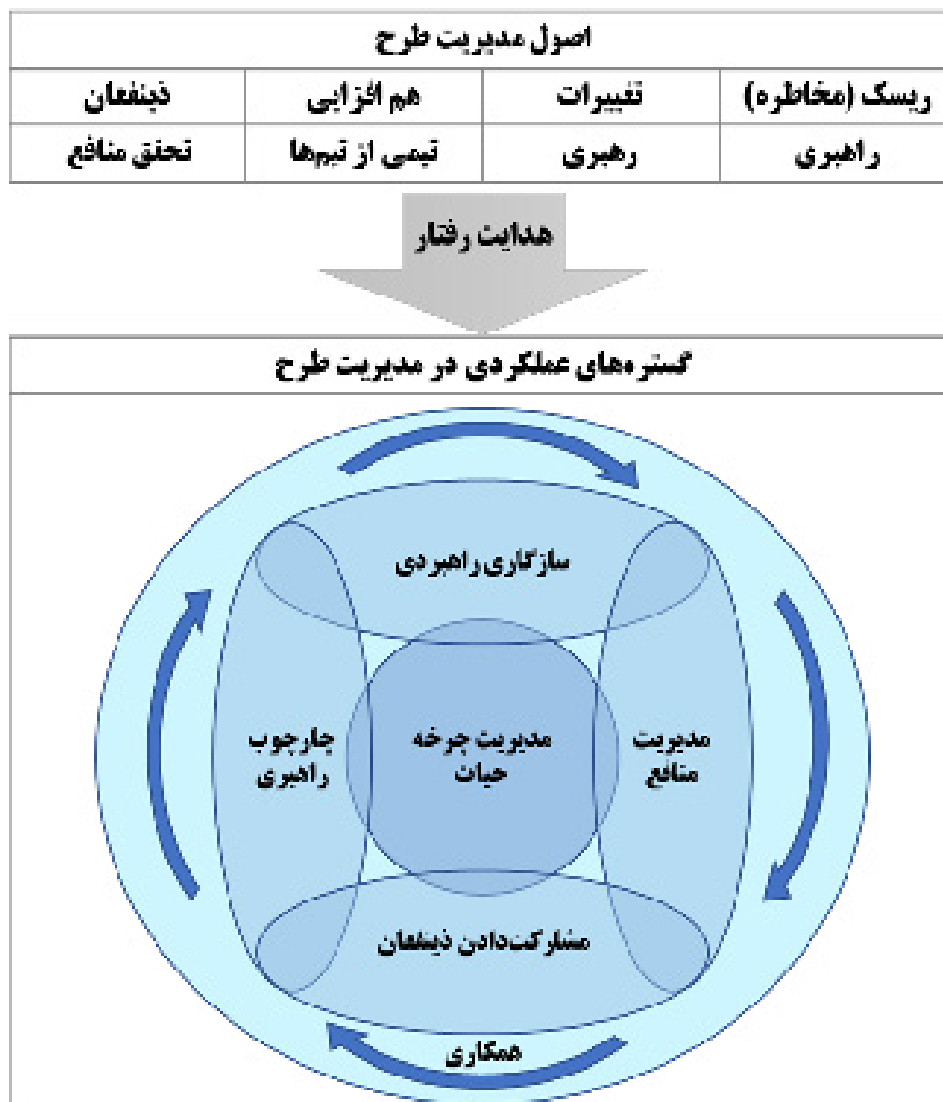 اصول مدیریت طرح
ریسک (مخاطره) تغییرات هم افزایی ذینفعان
راهبری رهبری تیمی از تیم‌ها تحقق منافع
هدایت رفتار
گستره‌های عملکردی در مدیریت طرح
سازگاری راهبردی
مدیریت
منافع
مدیریت چرخه
حیات
چارچوب
راهبری
مشارکت‌دادن ذینفعان
همکاری